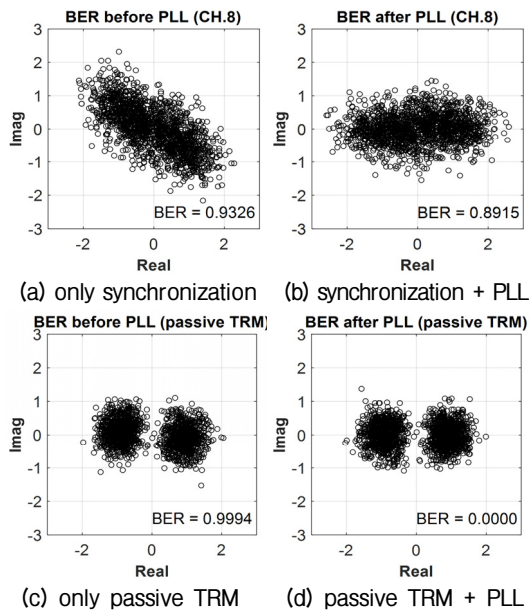 BER before PLL (CH.8)
3
2
1
0
-1
-2
-3
Imag
BER = 0.9326
-2
0
2
Real
(a) only synchronization
BER after PLL (CH.8)
3
2
1
0
-1
-2
-3
Imag
BER = 0.8915
-2
0
2
Real
(b) synchronization + PLL
BER before PLL (passive TRM)
3
2
1
0
-1
-2
-3
Imag
BER = 0.9994
-2
0
2
Real
(c) only passive TRM
BER after PLL (passive TRM)
3
2
1
0
-1
-2
-3
Imag
BER = 0.0000
-2
0
2
Real
(d) passive TRM + PLL